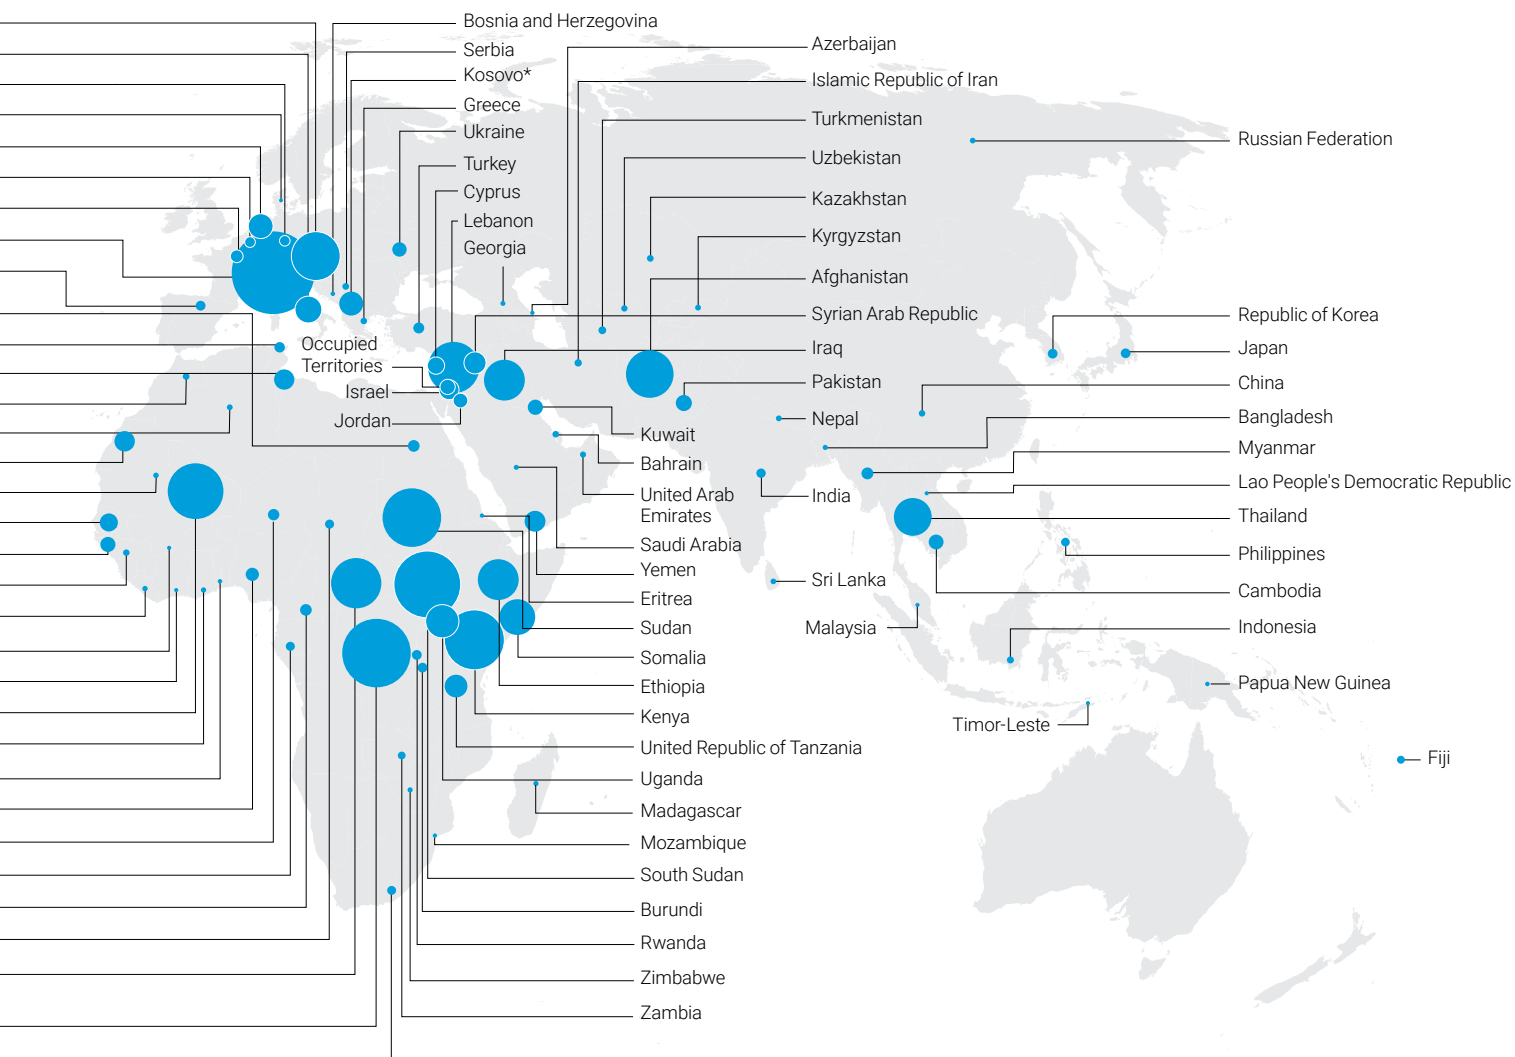 Bosnia and Herzegovina
Serbia
Kosovo*
Greece
Ukraine
Turkey
Cyprus
Lebanon
Georgia
Occupied
Territories
Israel
Jordan
Azerbaijan
Islamic Republic of Iran
Turkmenistan
Uzbekistan
Kazakhstan
Kyrgyzstan
Afghanistan
Syrian Arab Republic
Iraq
Pakistan
Nepal
India
Sri Lanka
Malaysia
Kuwait
Bahrain
United Arab
Emirates
Saudi Arabia
Yemen
Eritrea
Sudan
Somalia
Ethiopia
Kenya
United Republic of Tanzania
Uganda
Madagascar
Mozambique
South Sudan
Burundi
Rwanda
Zimbabwe
Zambia
Russian Federation
Republic of Korea
Japan
China
Bangladesh
Myanmar
Lao People's Democratic Republic
Thailand
Philippines
Cambodia
Indonesia
Papua New Guinea
Timor-Leste
Fiji